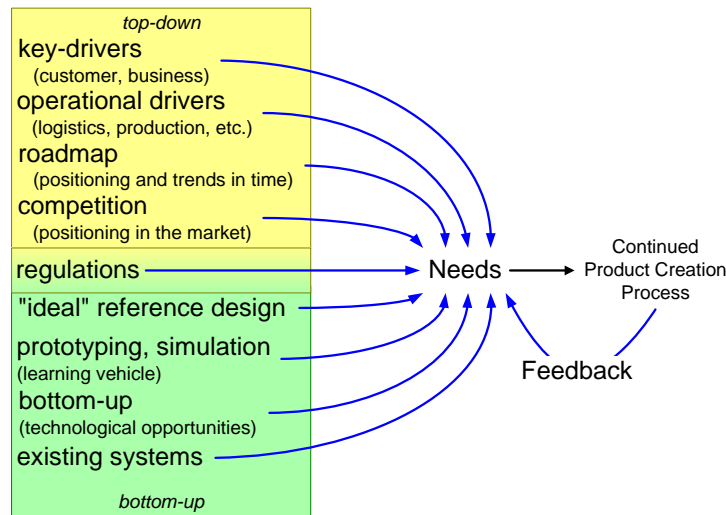 top-down
key-drivers
(customer, business)
operational drivers
(logistics, production, etc.)
roadmap
(positioning and trends in time)
competition
(positioning in the market)
regulations
"ideal" reference design
prototyping, simulation
(learning vehicle)
bottom-up
(technological opportunities)
existing systems
bottom-up
Needs
Continued
Product Creation
Process
Feedback